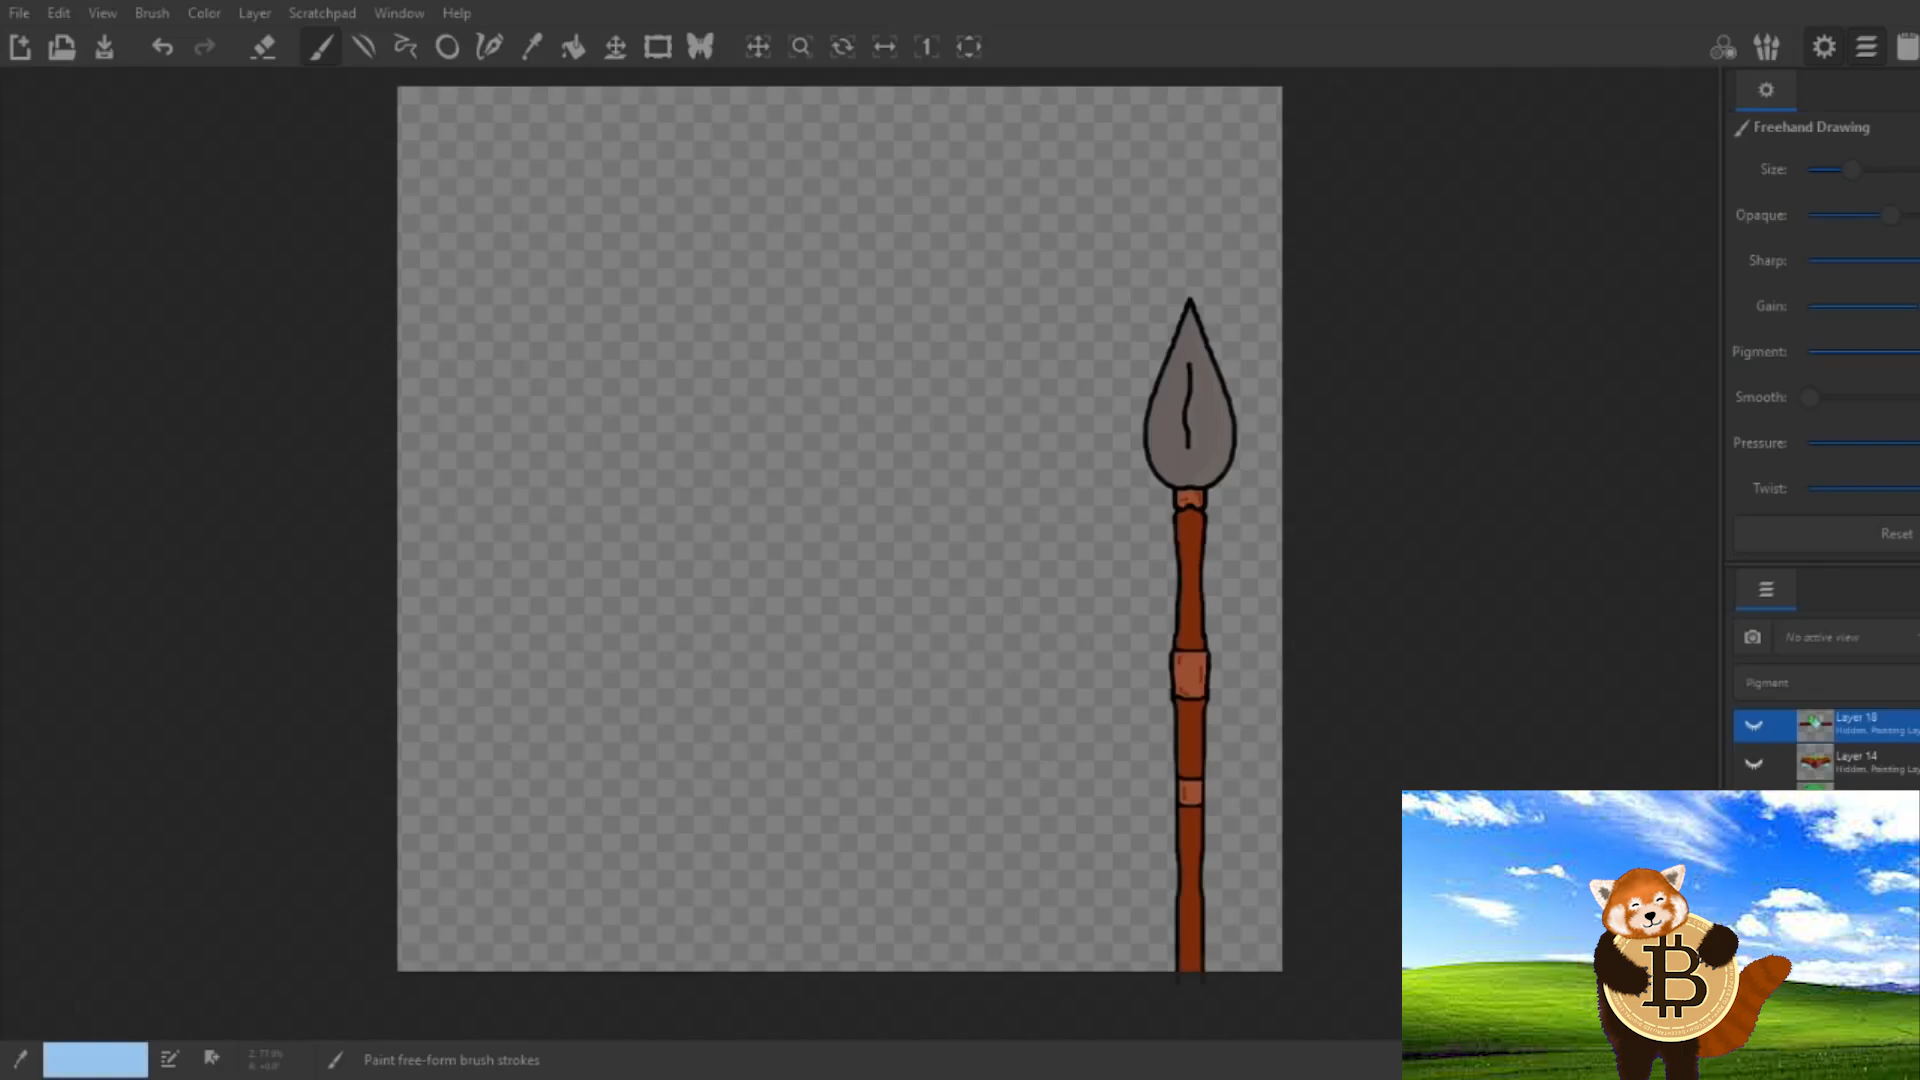 File Edit View Brush Color Layer Scratchpad Window Help
1
Freehand Drawing
Size:
Opaque:
Sharp:
Gain:
Pigment:
Smooth:
Pressure:
Twist:
Reset
No active view
Pigment
Layer 18
Hidden, Painting Lay
Layer 14
Hidden, Painting Lay
Paint free-form brush strokes